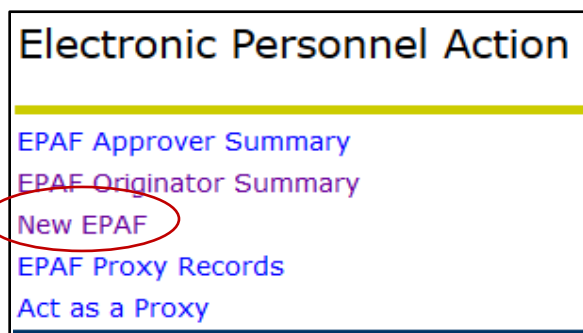 Electronic Personnel Action
EPAF Approver Summary
EPAF Originator Summary
New EPAF
EPAF Proxy Records
Act as a Proxy